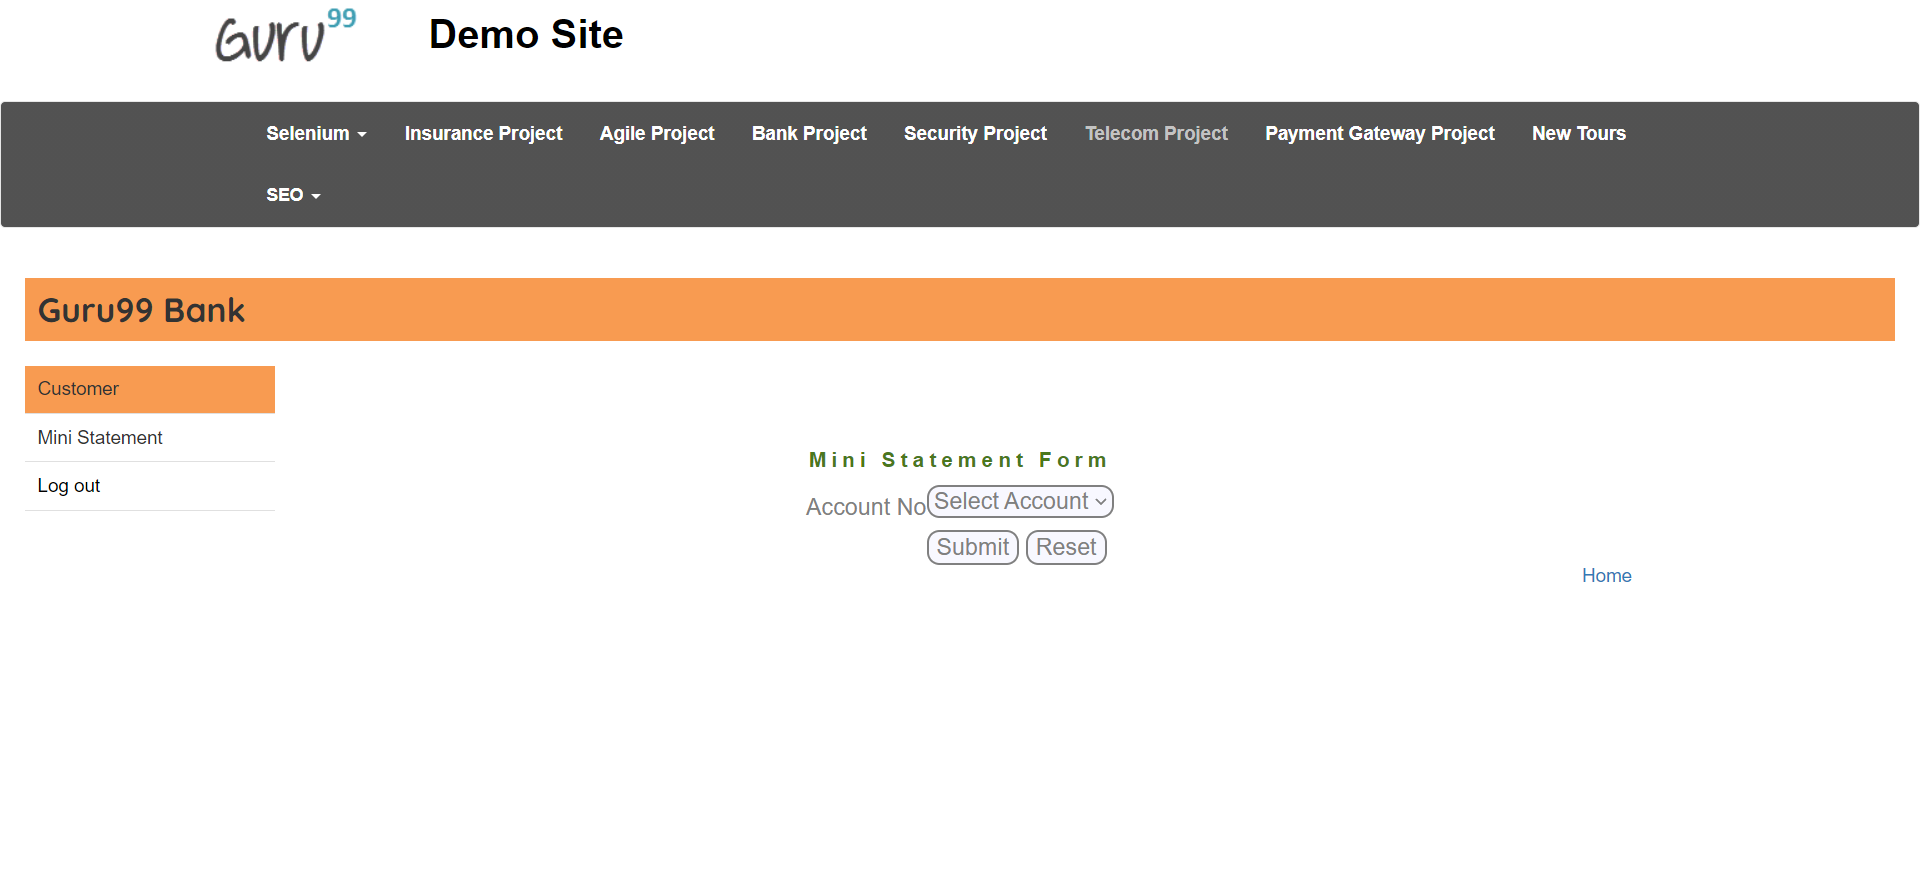 Guru99 Demo Site
Selenium Insurance Project Agile Project Bank Project Security Project Telecom Project Payment Gateway Project New Tours
SEO
Guru99 Bank
Customer
Mini Statement
Log out
Mini Statement Form
Account No Select Account
Submit Reset
Home